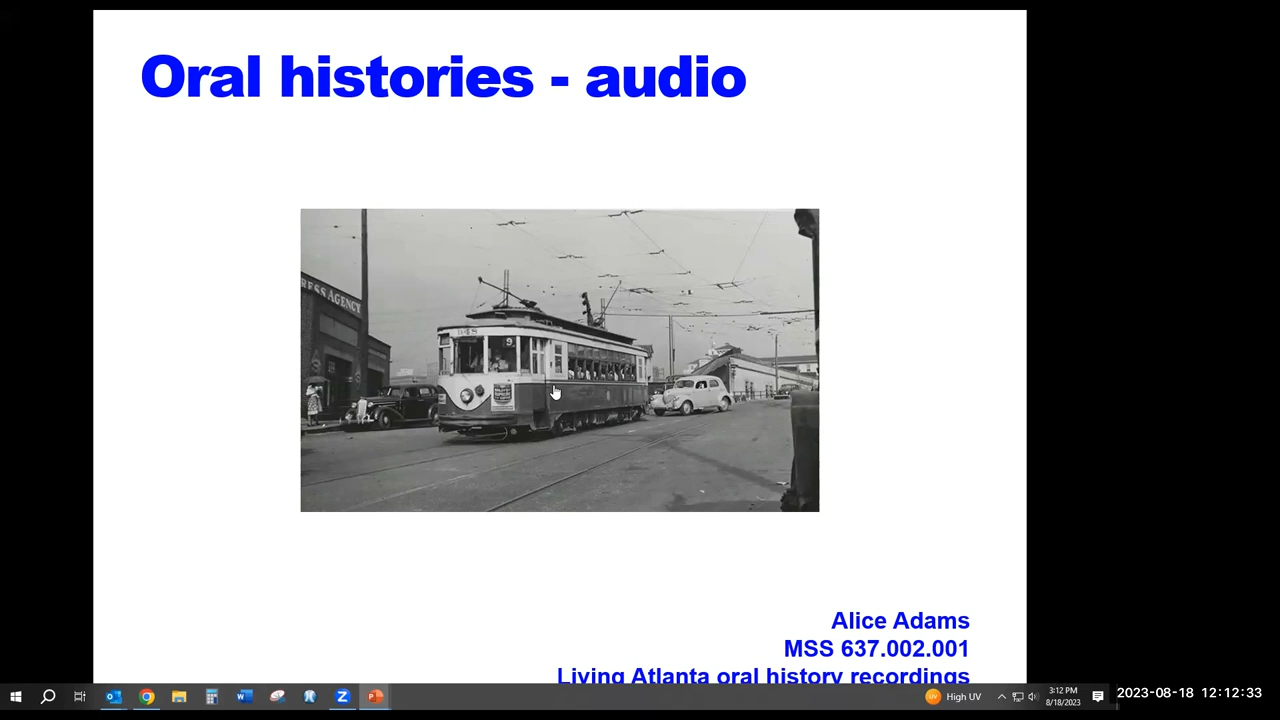 Oral histories - audio
RESS AGENCY
9
Alice Adams
MSS 637.002.001
Living Atlanta oral history recordings
High UV
3:12 PM
8/18/2023
2023-08-18 12:12:33